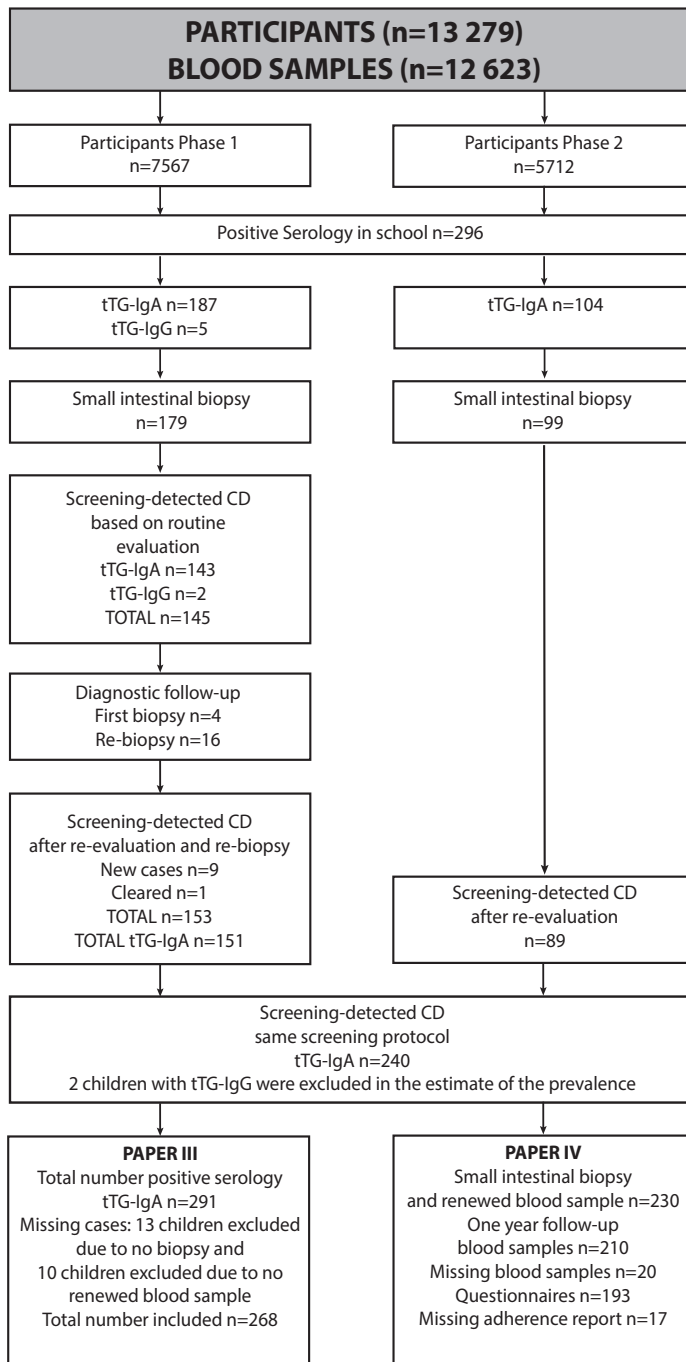 PARTICIPANTS (n=13 279)
BLOOD SAMPLES (n=12 623)
Participants Phase 1
n=7567
Participants Phase 2
n=5712
Positive Serology in school n=296
tTG-IgA n=187
tTG-IgG n=5
tTG-IgA n=104
Small intestinal biopsy
n=179
Small intestinal biopsy
n=99
Screening-detected CD
based on routine
evaluation
tTG-IgA n=143
tTG-IgG n=2
TOTAL n=145
Diagnostic follow-up
First biopsy n=4
Re-biopsy n=16
Screening-detected CD
after re-evaluation and re-biopsy
New cases n=9
Cleared n=1
TOTAL n=153
TOTAL tTG-IgA n=151
Screening-detected CD
after re-evaluation
n=89
Screening-detected CD
same screening protocol
tTG-IgA n=240
2 children with tTG-IgG were excluded in the estimate of the prevalence
PAPER III
Total number positive serology
tTG-IgA n=291
Missing cases: 13 children excluded
due to no biopsy and
10 children excluded due to no
renewed blood sample
Total number included n=268
PAPER IV
Small intestinal biopsy
and renewed blood sample n=230
One year follow-up
blood samples n=210
Missing blood samples n=20
Questionnaires n=193
Missing adherence report n=17